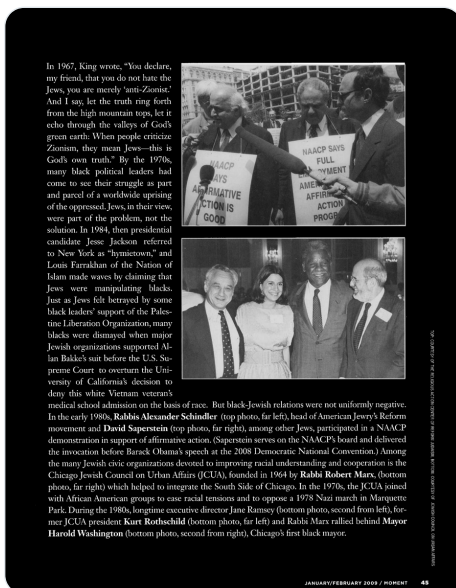 In 1967, King wrote, “You declare,
my friend, that you do not hate the
Jews, you are merely ‘anti-Zionist.’
And I say, let the truth ring forth
from the high mountain tops, let it
echo through the valleys of God’s
green earth: When people criticize
Zionism, they mean Jews—this is
God’s own truth.” By the 1970s,
many black political leaders had
come to see their struggle as part
and parcel of a worldwide uprising
of the oppressed. Jews, in their view,
were part of the problem, not the
solution. In 1984, then presidential
candidate Jesse Jackson referred
to New York as “hymietown,” and
Louis Farrakhan of the Nation of
Islam made waves by claiming that
Jews were manipulating blacks.
Just as Jews felt betrayed by some
black leaders’ support of the Pales-
tine Liberation Organization, many
blacks were dismayed when major
Jewish organizations supported Al-
lan Bakke’s suit before the U.S. Su-
preme Court to overturn the Uni-
versity of California’s decision to
deny this white Vietnam veteran’s
medical school admission on the basis of race. But black-Jewish relations were not uniformly negative.
In the early 1980s, Rabbis Alexander Schindler (top photo, far left), head of American Jewry’s Reform
movement and David Saperstein (top photo, far right), among other Jews, participated in a NAACP
demonstration in support of affirmative action. (Saperstein serves on the NAACP’s board and delivered
the invocation before Barack Obama’s speech at the 2008 Democratic National Convention.) Among
the many Jewish civic organizations devoted to improving racial understanding and cooperation is the
Chicago Jewish Council on Urban Affairs (JCUA), founded in 1964 by Rabbi Robert Marx, (bottom
photo, far right) which helped to integrate the South Side of Chicago. In the 1970s, the JCUA joined
with African American groups to ease racial tensions and to oppose a 1978 Nazi march in Marquette
Park. During the 1980s, longtime executive director Jane Ramsey (bottom photo, second from left), for-
mer JCUA president Kurt Rothschild (bottom photo, far left) and Rabbi Marx rallied behind Mayor
Harold Washington (bottom photo, second from right), Chicago’s first black mayor.
NAACP
SAYS
ACTION IS
GOOD
NAACP SAYS
FULL
ACTION
JANUARY/FEBRUARY 2009 / MOMENT 45